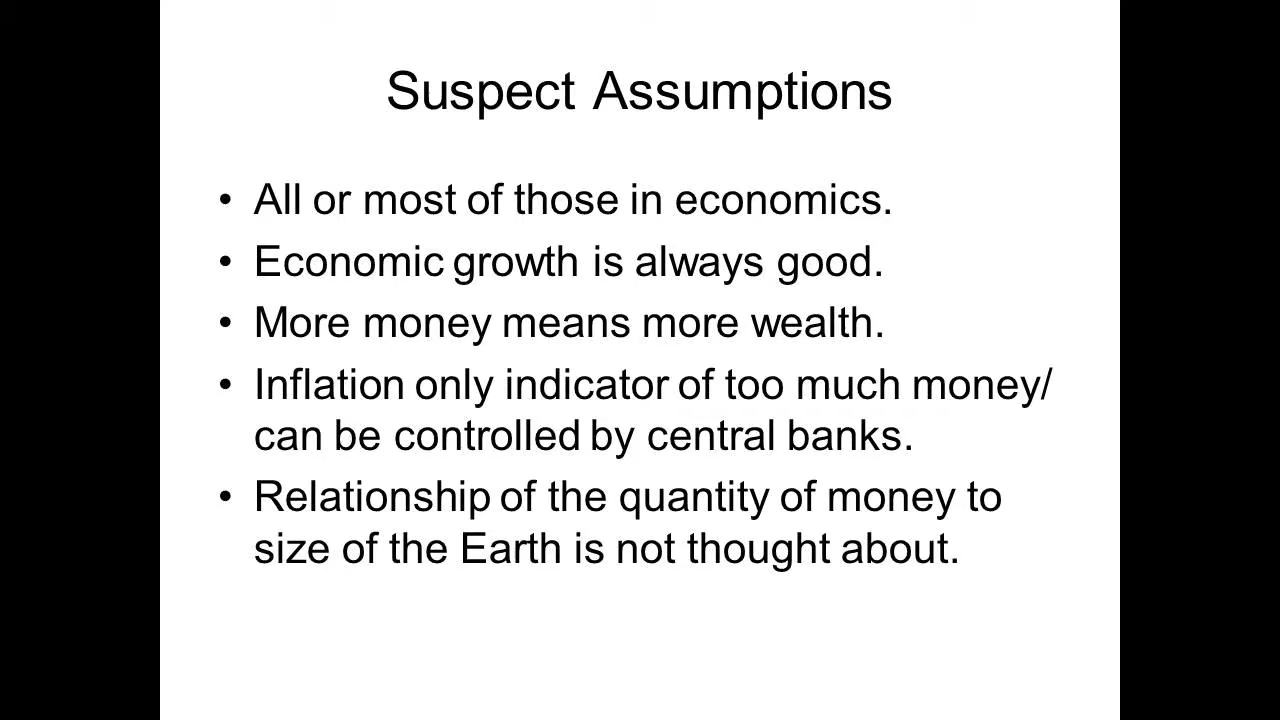 Suspect Assumptions
• All or most of those in economics.
• Economic growth is always good.
• More money means more wealth.
• Inflation only indicator of too much money/
can be controlled by central banks.
• Relationship of the quantity of money to
size of the Earth is not thought about.